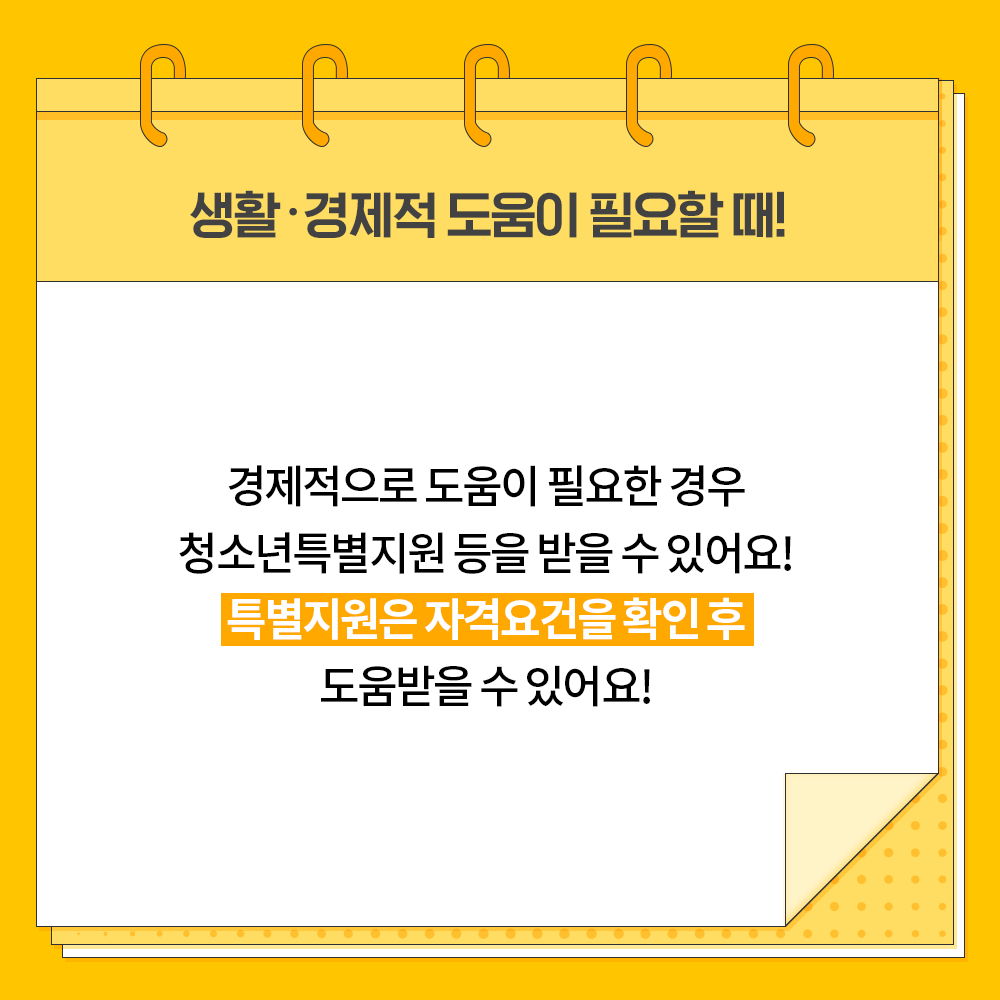 생활·경제적 도움이 필요할 때!
경제적으로 도움이 필요한 경우
청소년특별지원 등을 받을 수 있어요!
특별지원은 자격요건을 확인 후
도움받을 수 있어요!